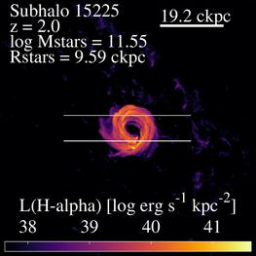 Subhalo 15225
z = 2.0
log Mstars = 11.55
Rstars = 9.59 ckpc
19.2 ckpc
L(H-alpha) [log erg s⁻¹ kpc⁻²]
38 39 40 41